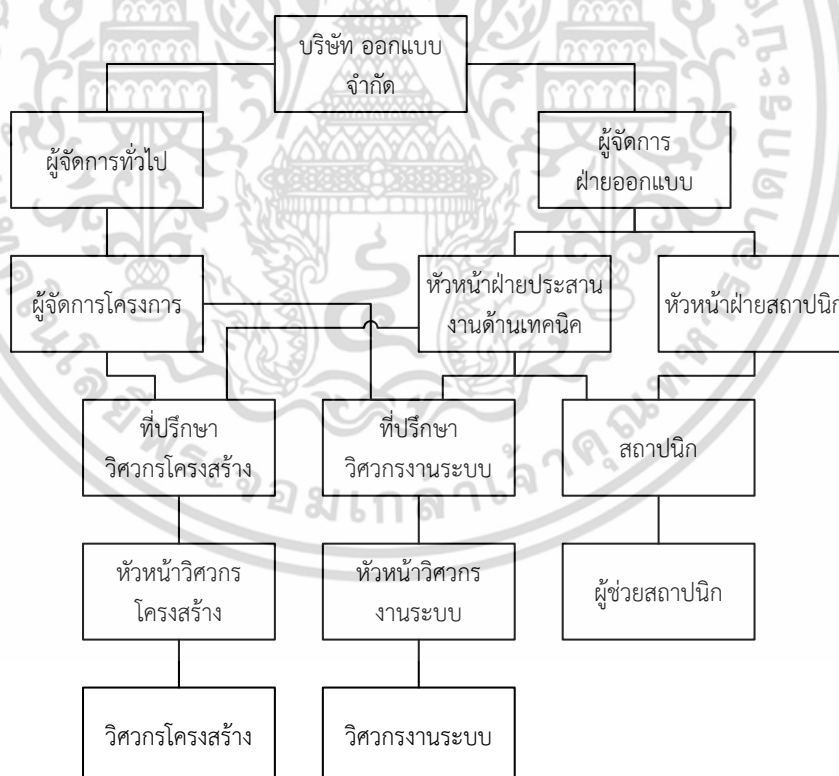 บริษัท ออกแบบ
จำกัด
ผู้จัดการทั่วไป
ผู้จัดการ
ฝ่ายออกแบบ
ผู้จัดการโครงการ
หัวหน้าฝ่ายประสาน
งานด้านเทคนิค
หัวหน้าฝ่ายสถาปนิก
ที่ปรึกษา
วิศวกรโครงสร้าง
ที่ปรึกษา
วิศวกรงานระบบ
สถาปนิก
หัวหน้าวิศวกร
โครงสร้าง
หัวหน้าวิศวกร
งานระบบ
ผู้ช่วยสถาปนิก
วิศวกรโครงสร้าง
วิศวกรงานระบบ